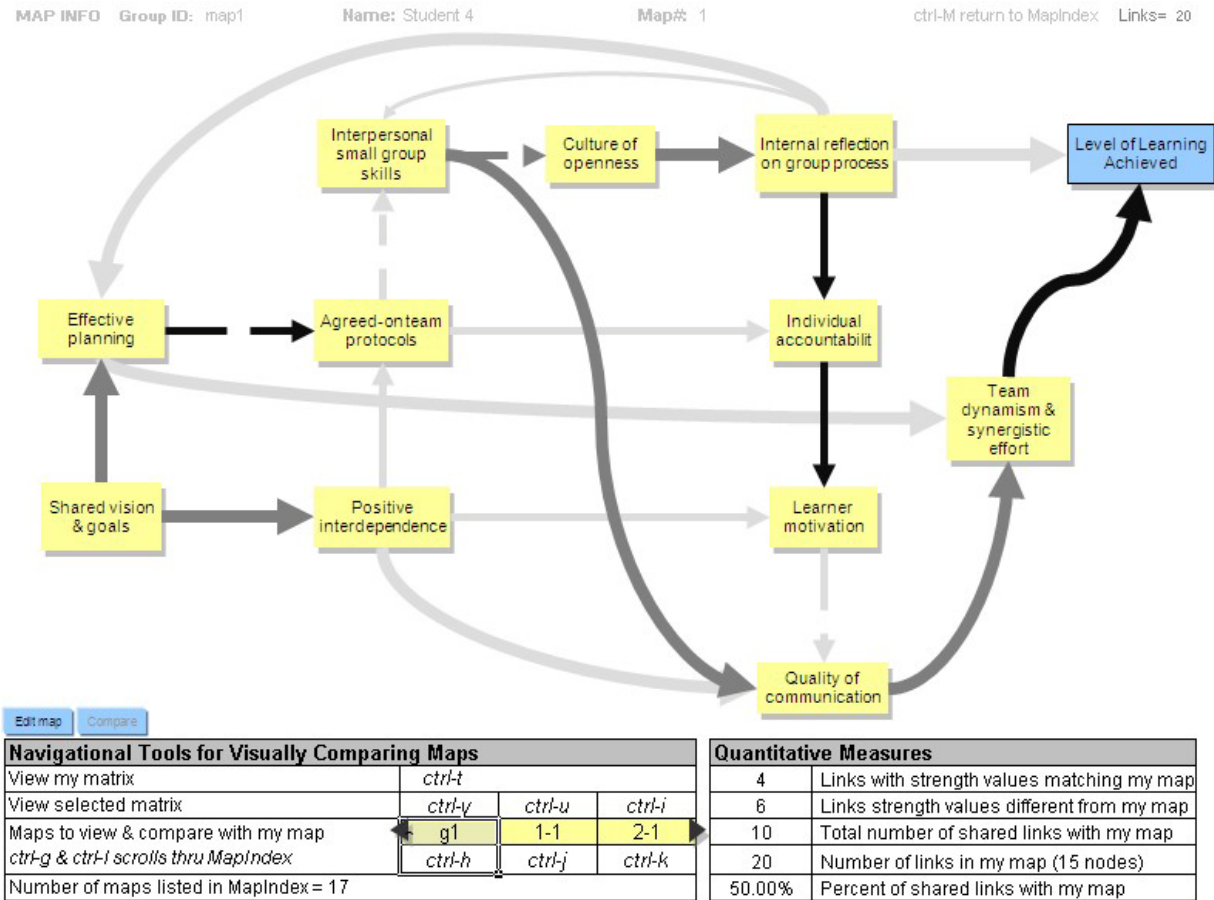 MAP INFO Group ID: map1 Name: Student 4 Map#: 1 ctrl-M return to MapIndex Links= 20
Interpersonal
small group
skills
Culture of
openness
Internal reflection
on group process
Level of Learning
Achieved
Effective
planning
Agreed-on team
protocols
Individual
accountabilit
Team
dynamism &
synergistic
effort
Shared vision
& goals
Positive
interdependence
Learner
motivation
Quality of
communication
Edit map Compare
Navigational Tools for Visually Comparing Maps
View my matrix ctrl-t
View selected matrix ctrl-y ctrl-u ctrl-i
Maps to view & compare with my map g1 1-1 2-1
ctrl-g & ctrl-l scrolls thru MapIndex ctrl-h ctrl-j ctrl-k
Number of maps listed in MapIndex = 17
Quantitative Measures
4 Links with strength values matching my map
6 Links strength values different from my map
10 Total number of shared links with my map
20 Number of links in my map (15 nodes)
50.00% Percent of shared links with my map